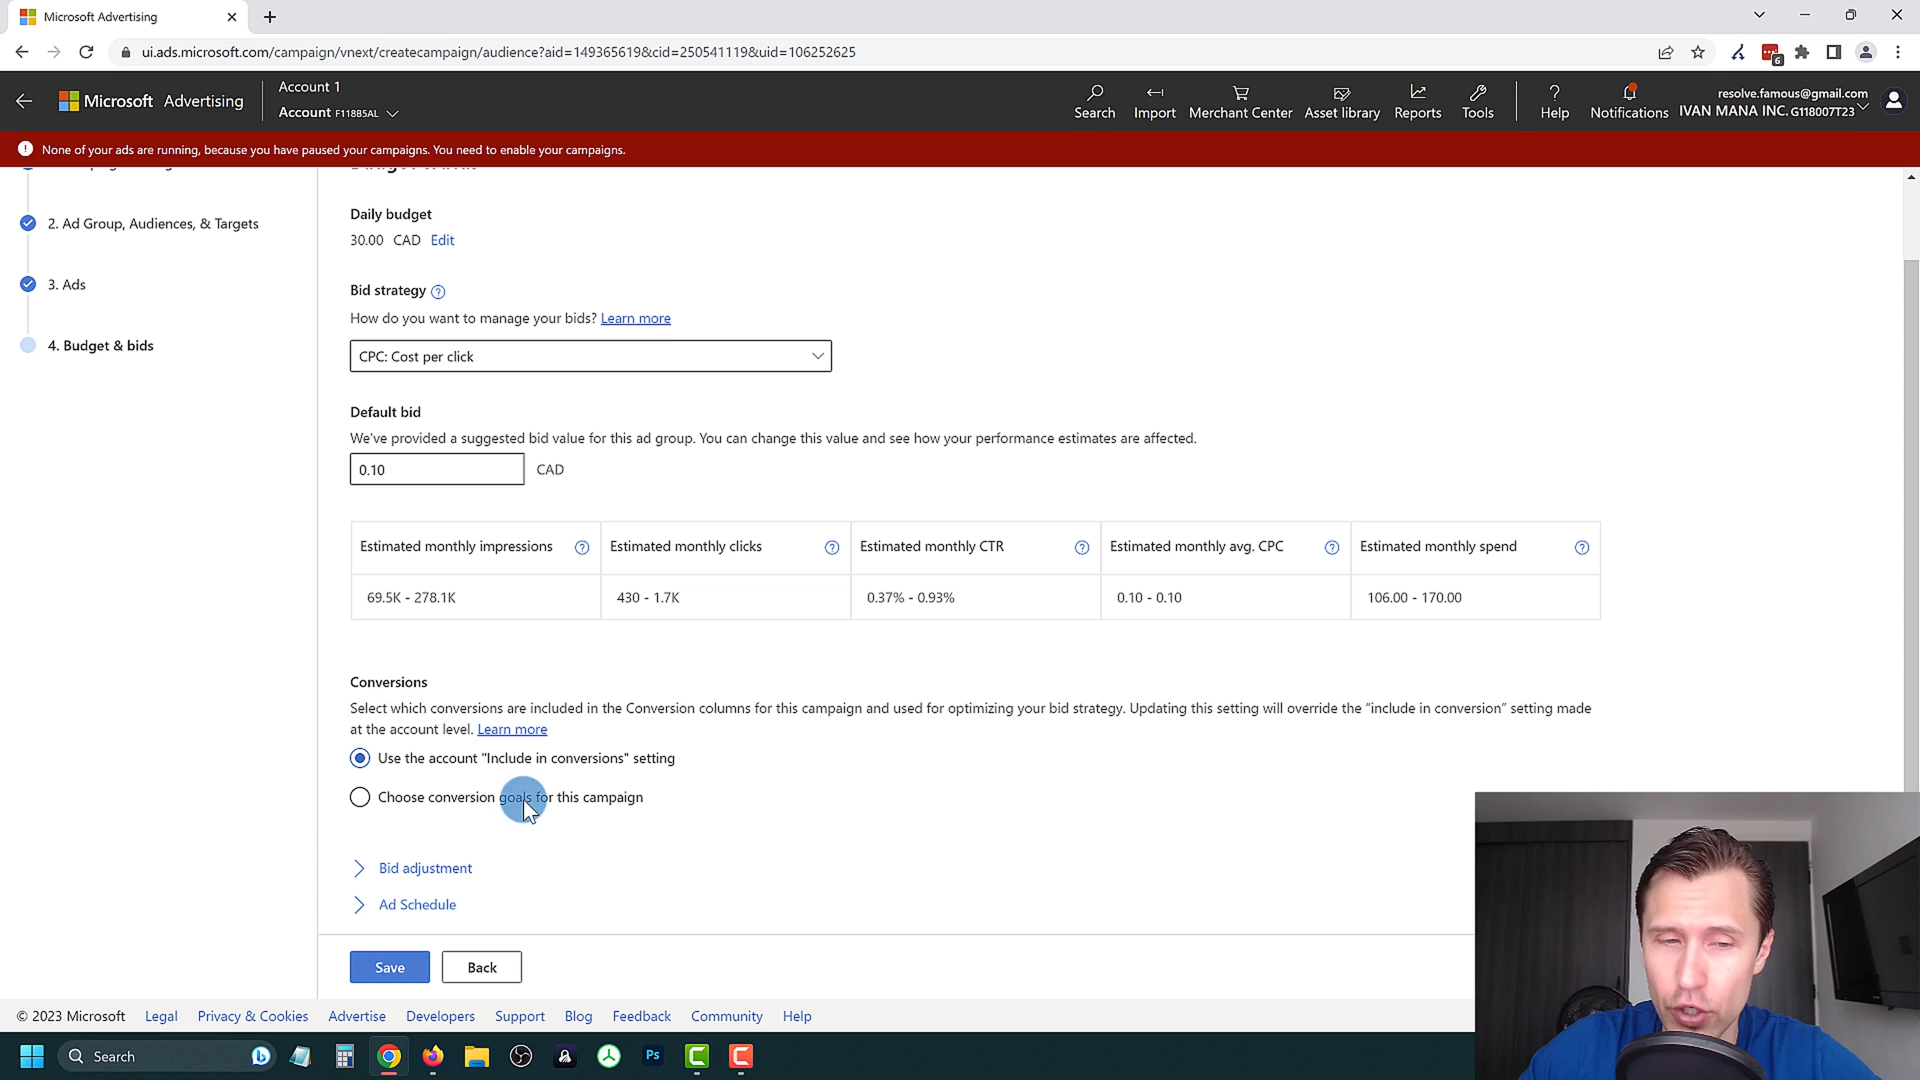 Microsoft Advertising
ui.ads.microsoft.com/campaign/vnext/createcampaign/audience?aid=149365619&cid=250541119&uid=106252625
6
Microsoft Advertising
Account 1
Account F118B5AL
Search
Import
Merchant Center
Asset library
Reports
Tools
Help
Notifications
resolve.famous@gmail.com
IVAN MANA INC. G118007T23
None of your ads are running, because you have paused your campaigns. You need to enable your campaigns.
2. Ad Group, Audiences, & Targets
3. Ads
4. Budget & bids
Daily budget
30.00 CAD Edit
Bid strategy
How do you want to manage your bids? Learn more
CPC: Cost per click
Default bid
We've provided a suggested bid value for this ad group. You can change this value and see how your performance estimates are affected.
0.10 CAD
Estimated monthly impressions Estimated monthly clicks Estimated monthly CTR Estimated monthly avg. CPC Estimated monthly spend
69.5K - 278.1K 430 - 1.7K 0.37% - 0.93% 0.10 - 0.10 106.00 - 170.00
Conversions
Select which conversions are included in the Conversion columns for this campaign and used for optimizing your bid strategy. Updating this setting will override the "include in conversion" setting made
at the account level. Learn more
Use the account "Include in conversions" setting
Choose conversion goals for this campaign
Bid adjustment
Ad Schedule
Save Back
© 2023 Microsoft Legal Privacy & Cookies Advertise Developers Support Blog Feedback Community Help
Search
Ps